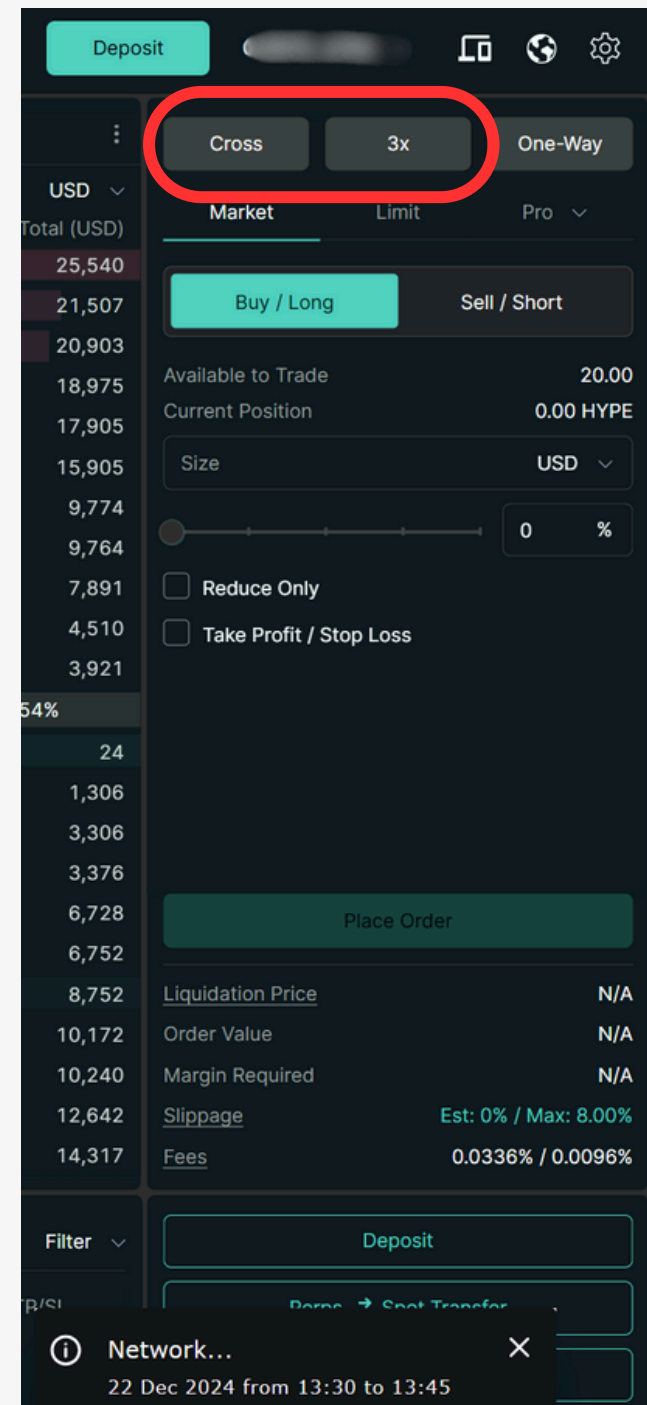 Deposit
Cross 3x One-Way
USD
Total (USD)
Market Limit Pro
25,540
21,507
20,903
18,975
17,905
15,905
9,774
9,764
7,891
4,510
3,921
54%
24
1,306
3,306
3,376
6,728
6,752
8,752
10,172
10,240
12,642
14,317
Buy / Long Sell / Short
Available to Trade 20.00
Current Position 0.00 HYPE
Size USD
0 %
Reduce Only
Take Profit / Stop Loss
Place Order
Liquidation Price N/A
Order Value N/A
Margin Required N/A
Slippage Est: 0% / Max: 8.00%
Fees 0.0336% / 0.0096%
Filter
Deposit
Perps → Spot Transfer
Network...
22 Dec 2024 from 13:30 to 13:45